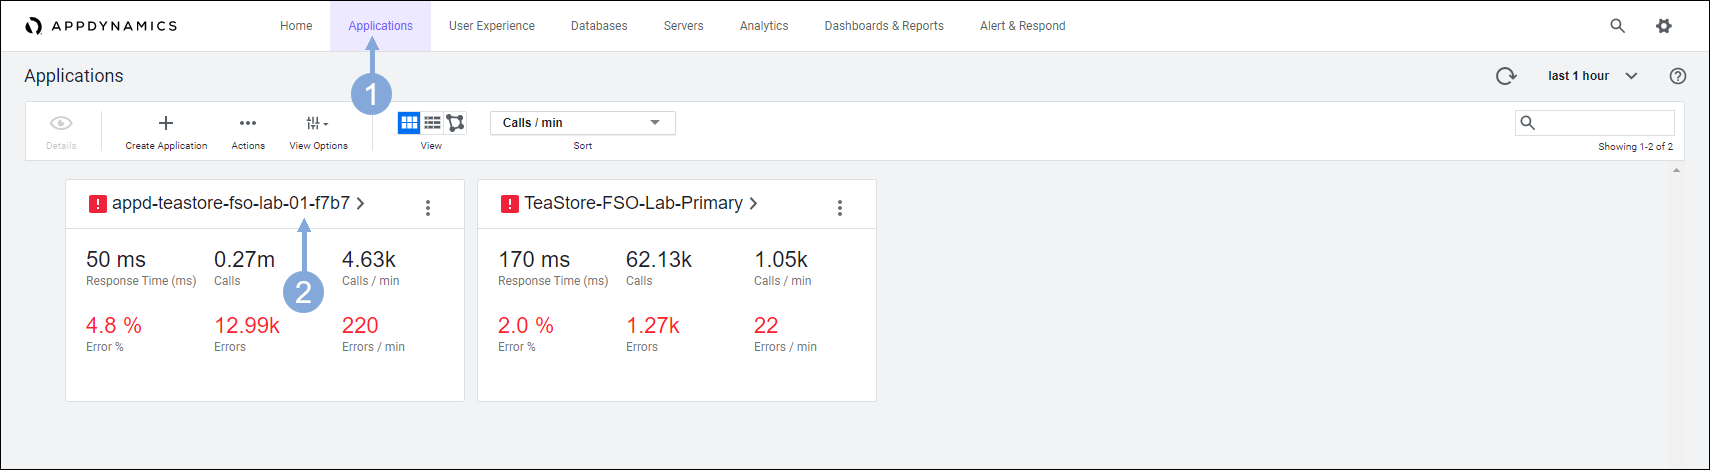 APPDYNAMICS
Home
Applications
User Experience
Databases
Servers
Analytics
Dashboards & Reports
Alert & Respond
1
Applications
last 1 hour
Details
Create Application
Actions
View Options
View
Calls / min
Sort
Showing 1-2 of 2
appd-teastore-fso-lab-01-f7b7
50 ms
Response Time (ms)
0.27m
Calls
4.63k
Calls / min
2
4.8 %
Error %
12.99k
Errors
220
Errors / min
TeaStore-FSO-Lab-Primary
170 ms
Response Time (ms)
62.13k
Calls
1.05k
Calls / min
2.0 %
Error %
1.27k
Errors
22
Errors / min